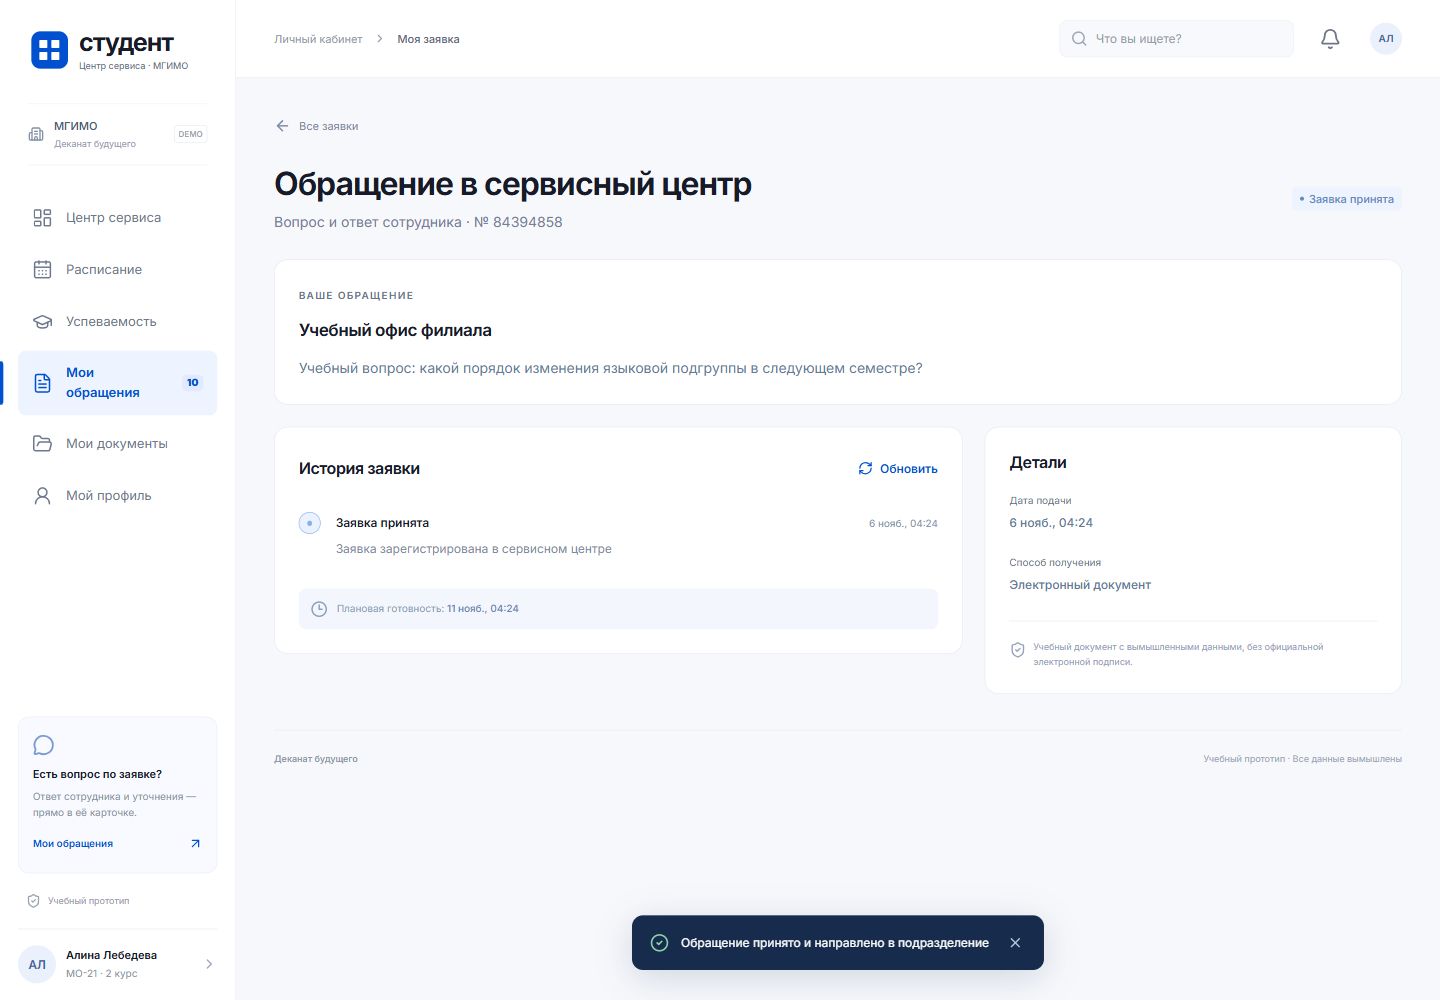 студент
Центр сервиса · МГИМО
МГИМО
Деканат будущего
DEMO
Центр сервиса
Расписание
Успеваемость
Мои
обращения
10
Мои документы
Мой профиль
Есть вопрос по заявке?
Ответ сотрудника и уточнения —
прямо в её карточке.
Мои обращения
Учебный прототип
АЛ
Алина Лебедева
МО-21 · 2 курс
Личный кабинет
Моя заявка
Что вы ищете?
АЛ
Все заявки
Обращение в сервисный центр
Вопрос и ответ сотрудника · № 84394858
Заявка принята
ВАШЕ ОБРАЩЕНИЕ
Учебный офис филиала
Учебный вопрос: какой порядок изменения языковой подгруппы в следующем семестре?
История заявки
Обновить
Заявка принята
6 нояб., 04:24
Заявка зарегистрирована в сервисном центре
Плановая готовность: 11 нояб., 04:24
Детали
Дата подачи
6 нояб., 04:24
Способ получения
Электронный документ
Учебный документ с вымышленными данными, без официальной
электронной подписи.
Деканат будущего
Учебный прототип · Все данные вымышлены
Обращение принято и направлено в подразделение